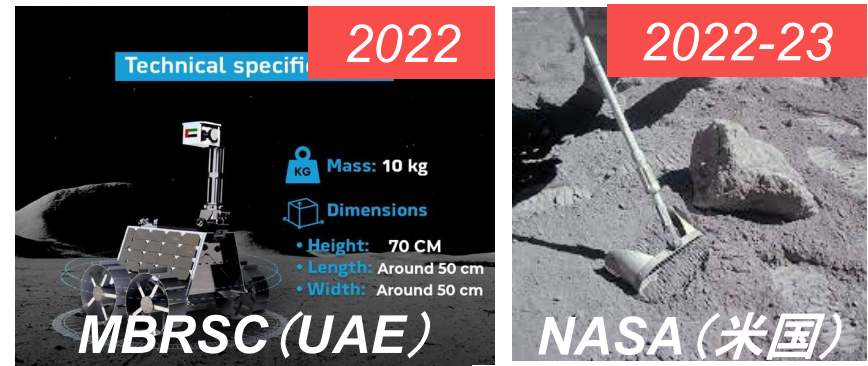 2022
Technical specifi
KG
Mass: 10 kg
Dimensions
• Height: 70 CM
• Length: Around 50 cm
• Width: Around 50 cm
MBRSC(UAE)
2022-23
NASA(米国)